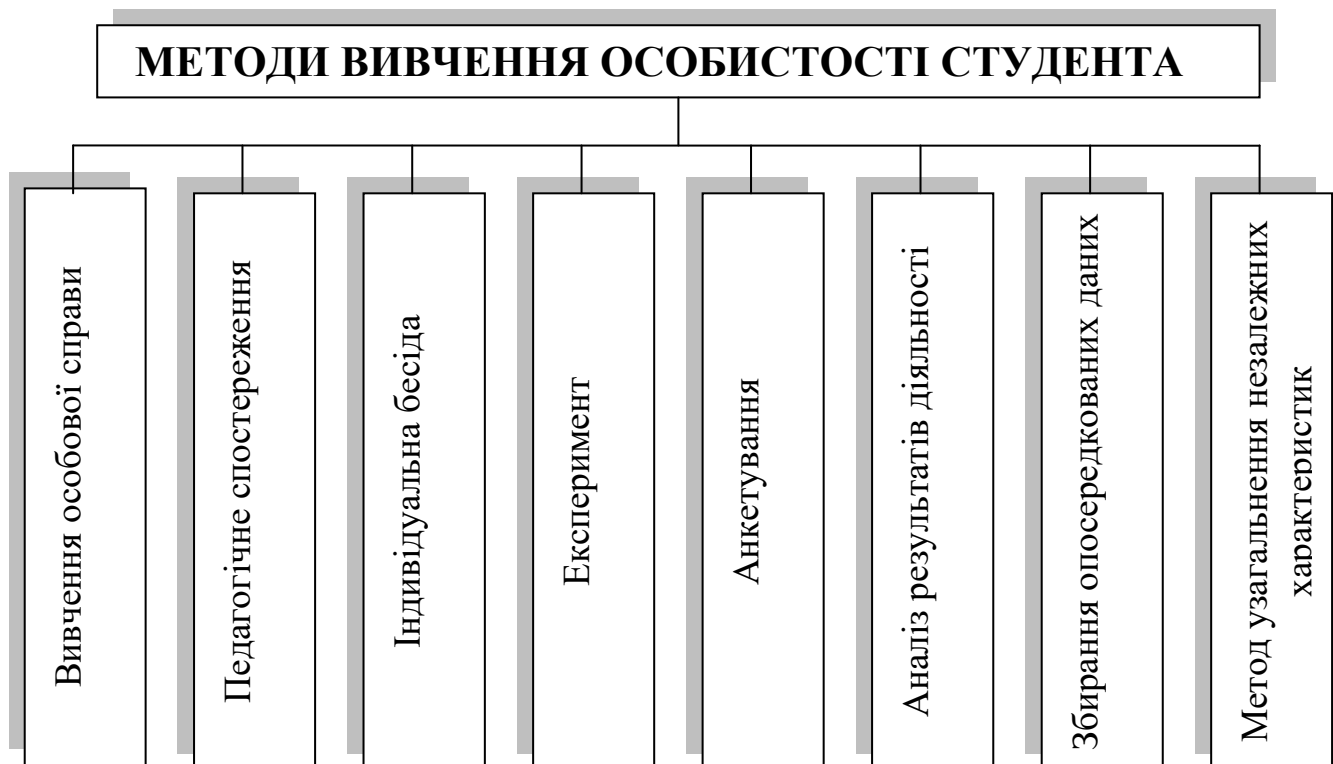 МЕТОДИ ВИВЧЕННЯ ОСОБИСТОСТІ СТУДЕНТА
Вивчення особової справи
Педагогічне спостереження
Індивідуальна бесіда
Експеримент
Анкетування
Аналіз результатів діяльності
Збирання опосередкованих даних
Метод узагальнення незалежних
характеристик